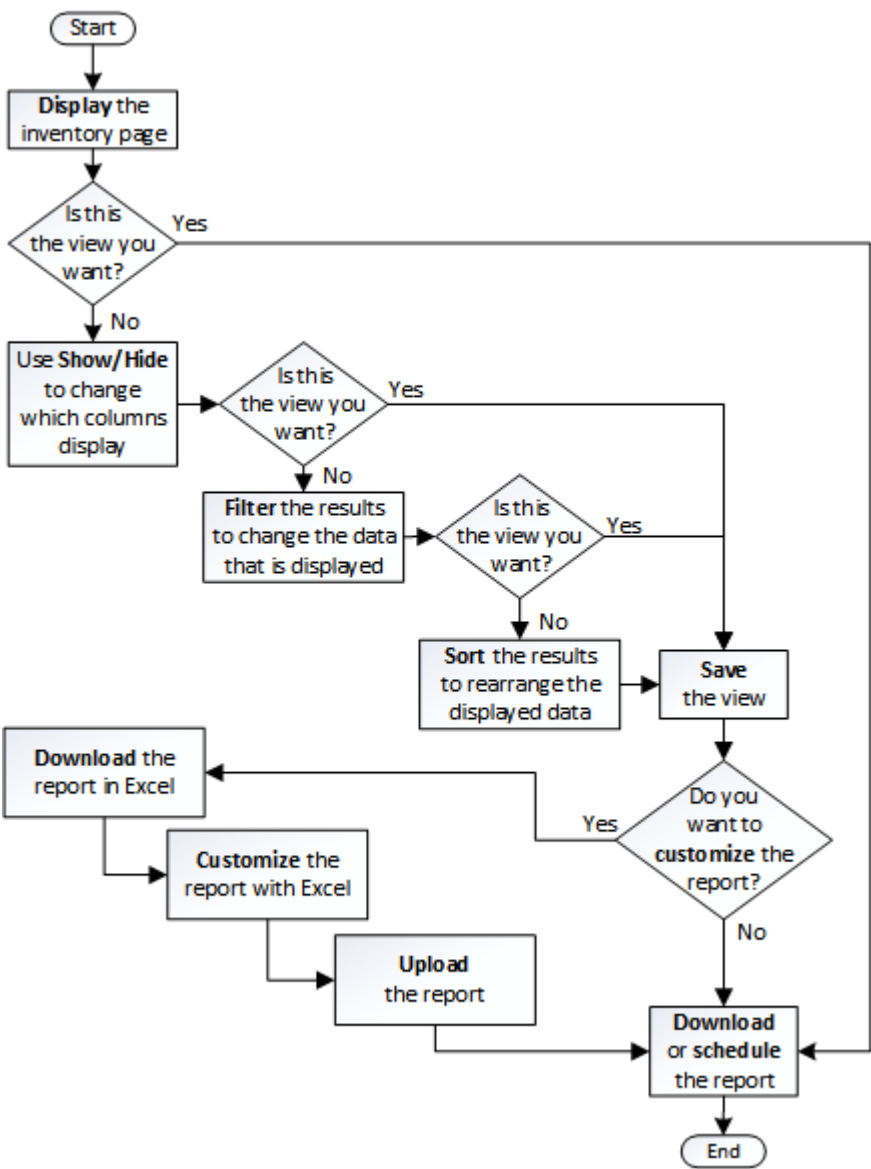 Start
Display the
inventory page
Is this
the view you
want?
Yes
No
Use Show/Hide
to change
which columns
display
Is this
the view you
want?
Yes
No
Filter the results
to change the data
that is displayed
Is this
the view you
want?
Yes
No
Sort the results
to rearrange the
displayed data
Save
the view
Do you
want to
customize the
report?
Yes
No
Download the
report in Excel
Customize the
report with Excel
Upload
the report
Download
or schedule
the report
End